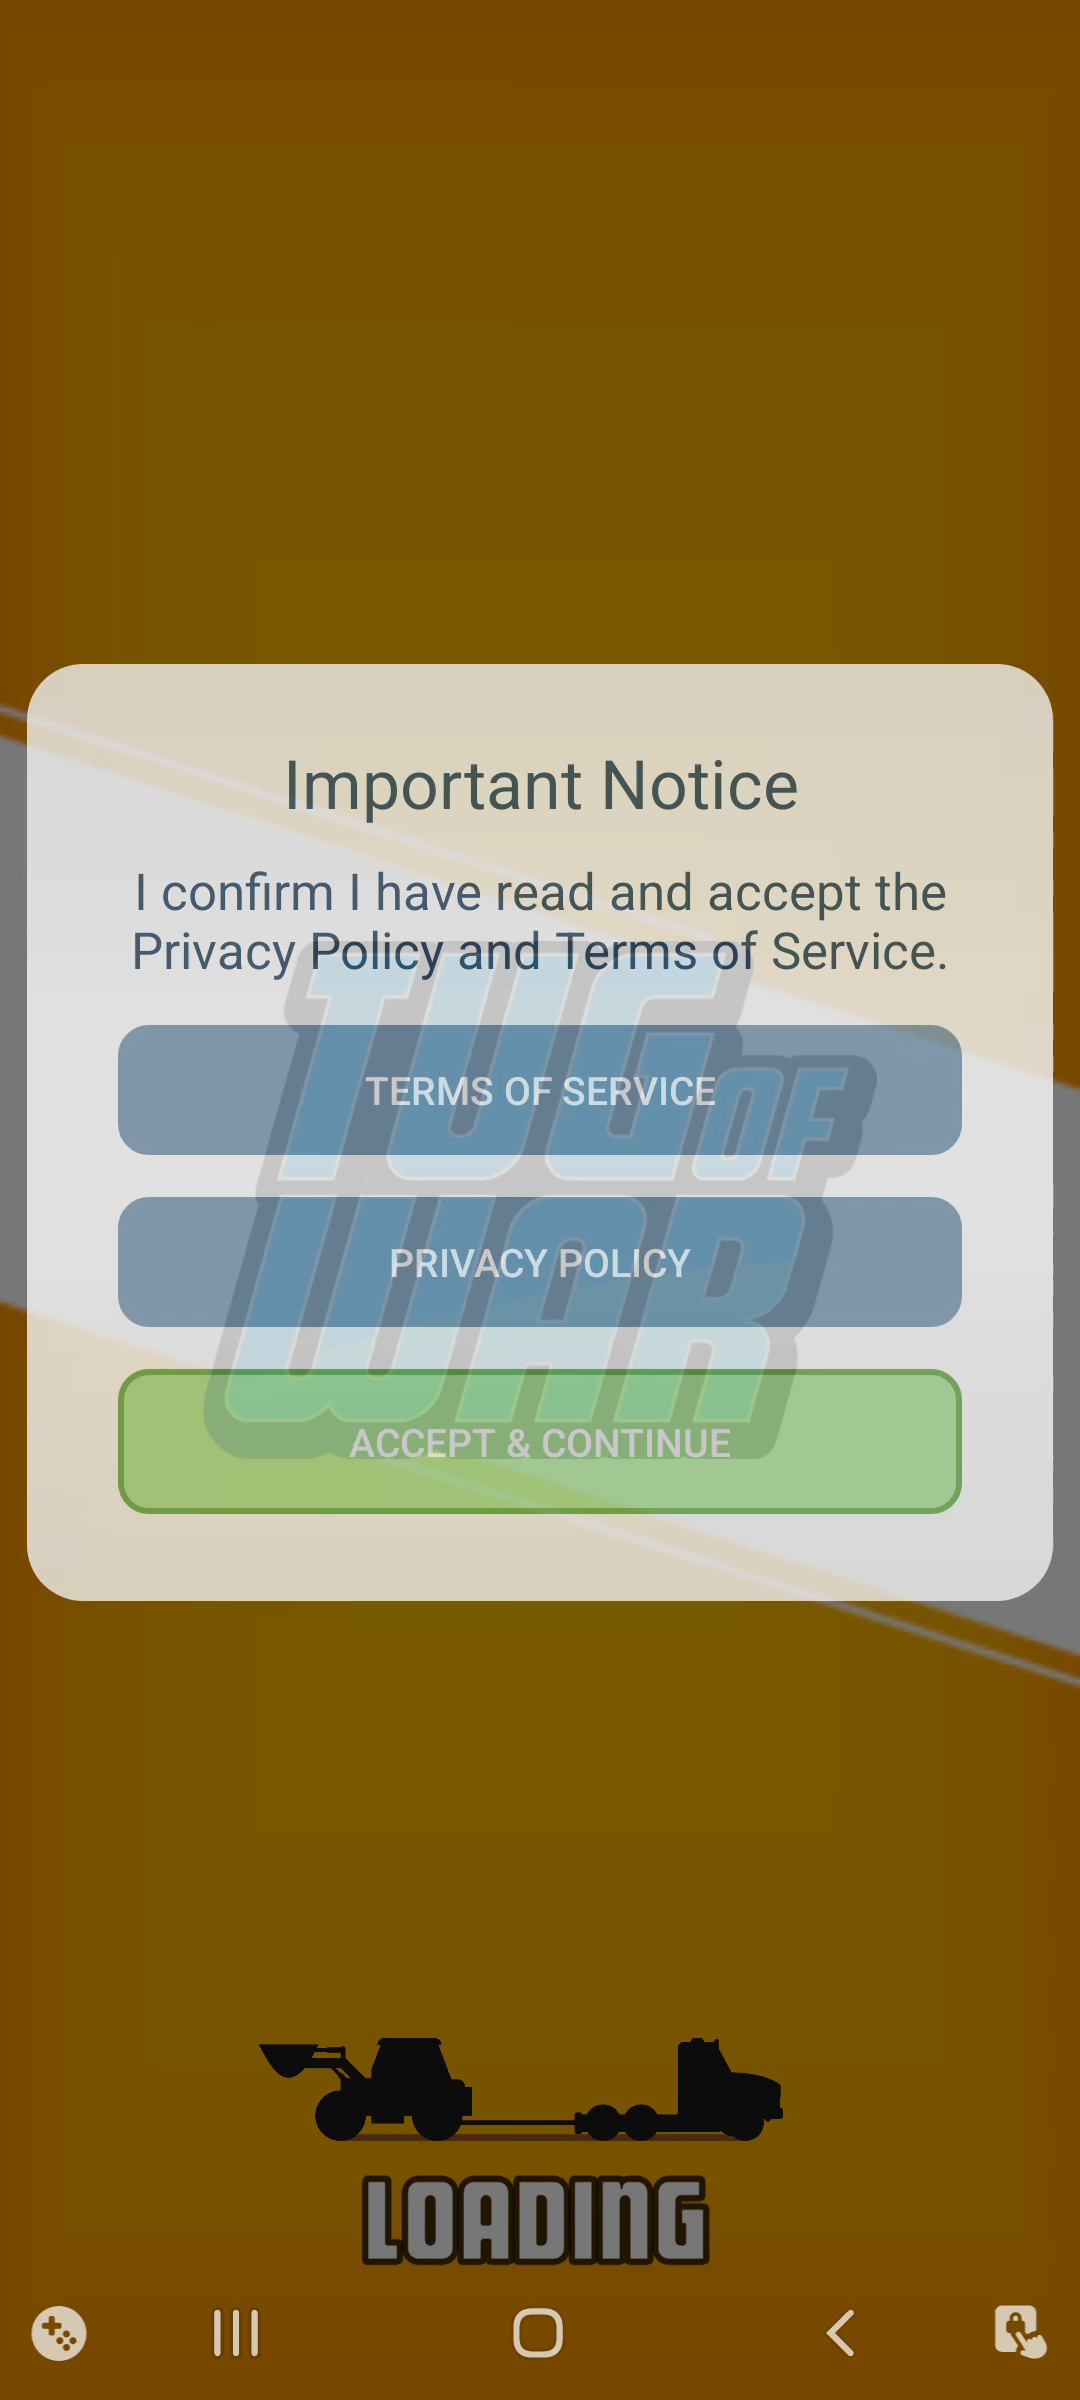 Important Notice
I confirm I have read and accept the
Privacy Policy and Terms of Service.
TUG OF
WAR
TERMS OF SERVICE
PRIVACY POLICY
ACCEPT & CONTINUE
LOADING